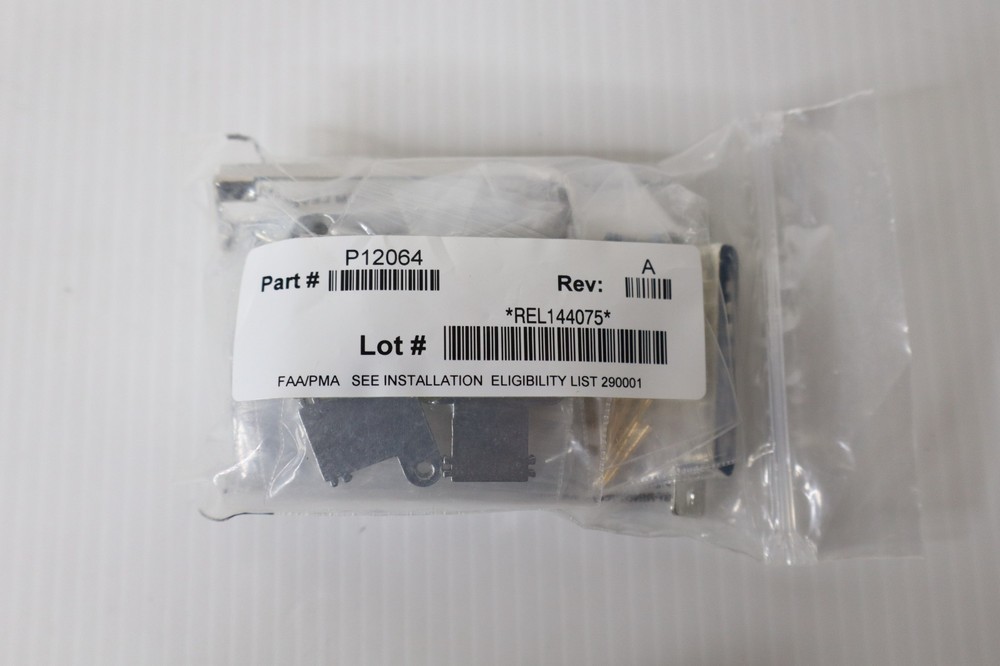 P12064
Part #
A
Rev:
*REL144075*
Lot #
FAA/PMA SEE INSTALLATION ELIGIBILITY LIST 290001